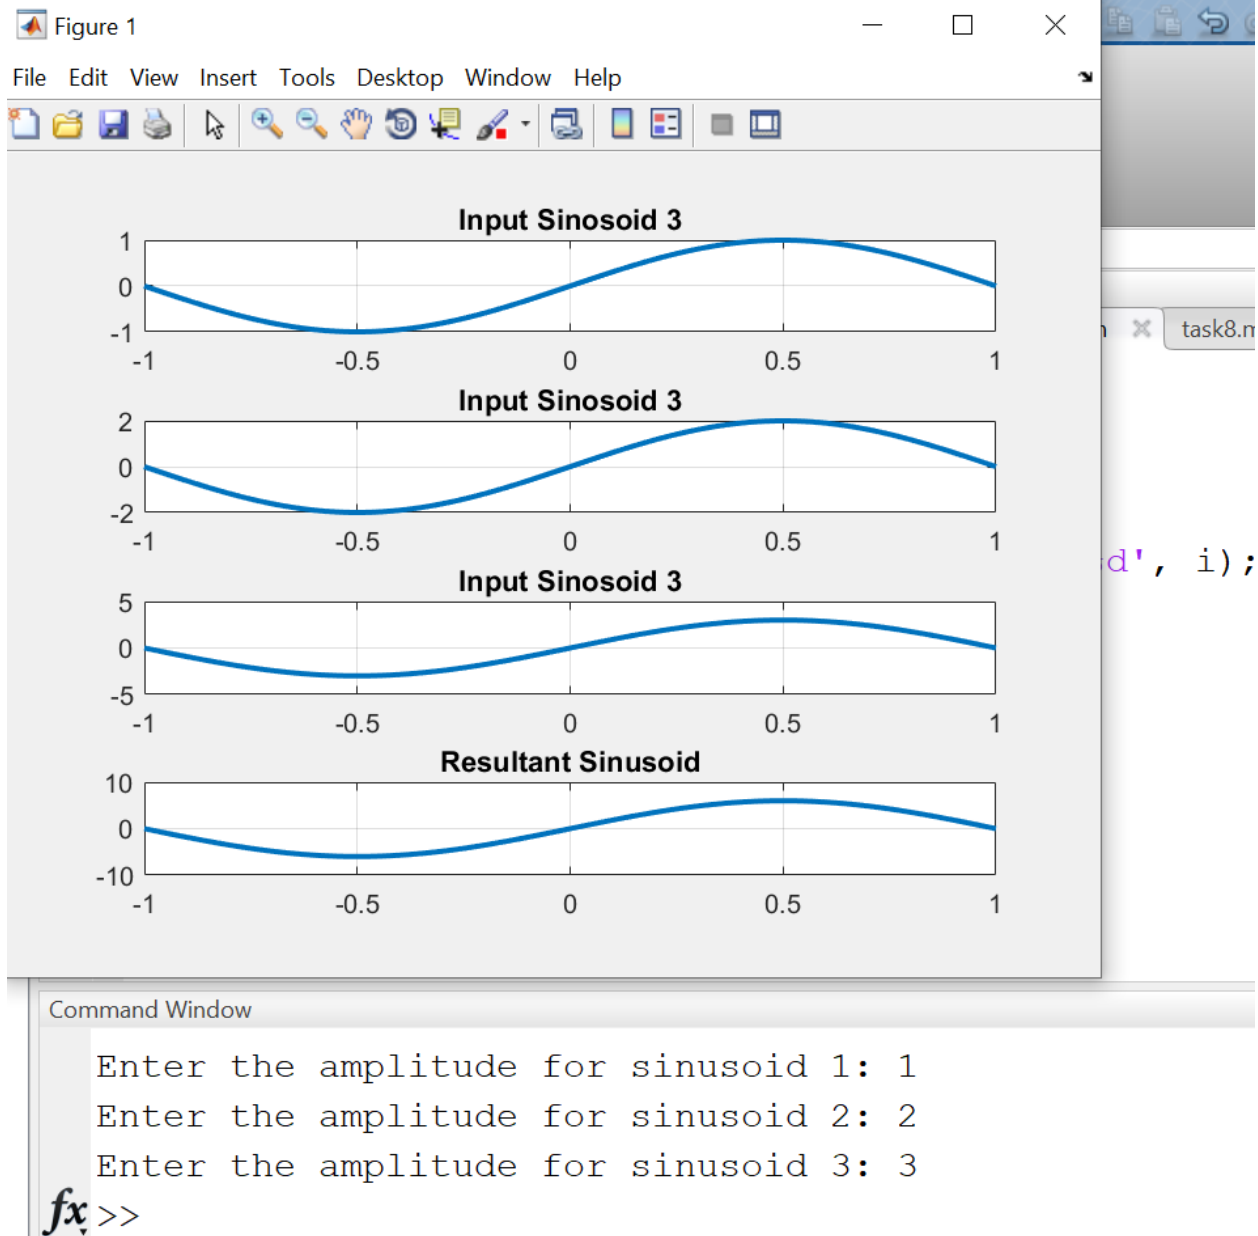 Figure 1
File Edit View Insert Tools Desktop Window Help
Input Sinosoid 3
1
0
-1
-1 -0.5 0 0.5 1
Input Sinosoid 3
2
0
-2
-1 -0.5 0 0.5 1
Input Sinosoid 3
5
0
-5
-1 -0.5 0 0.5 1
Resultant Sinusoid
10
0
-10
-1 -0.5 0 0.5 1
task8.m
d', i);
Command Window
Enter the amplitude for sinusoid 1: 1
Enter the amplitude for sinusoid 2: 2
Enter the amplitude for sinusoid 3: 3
fx >>